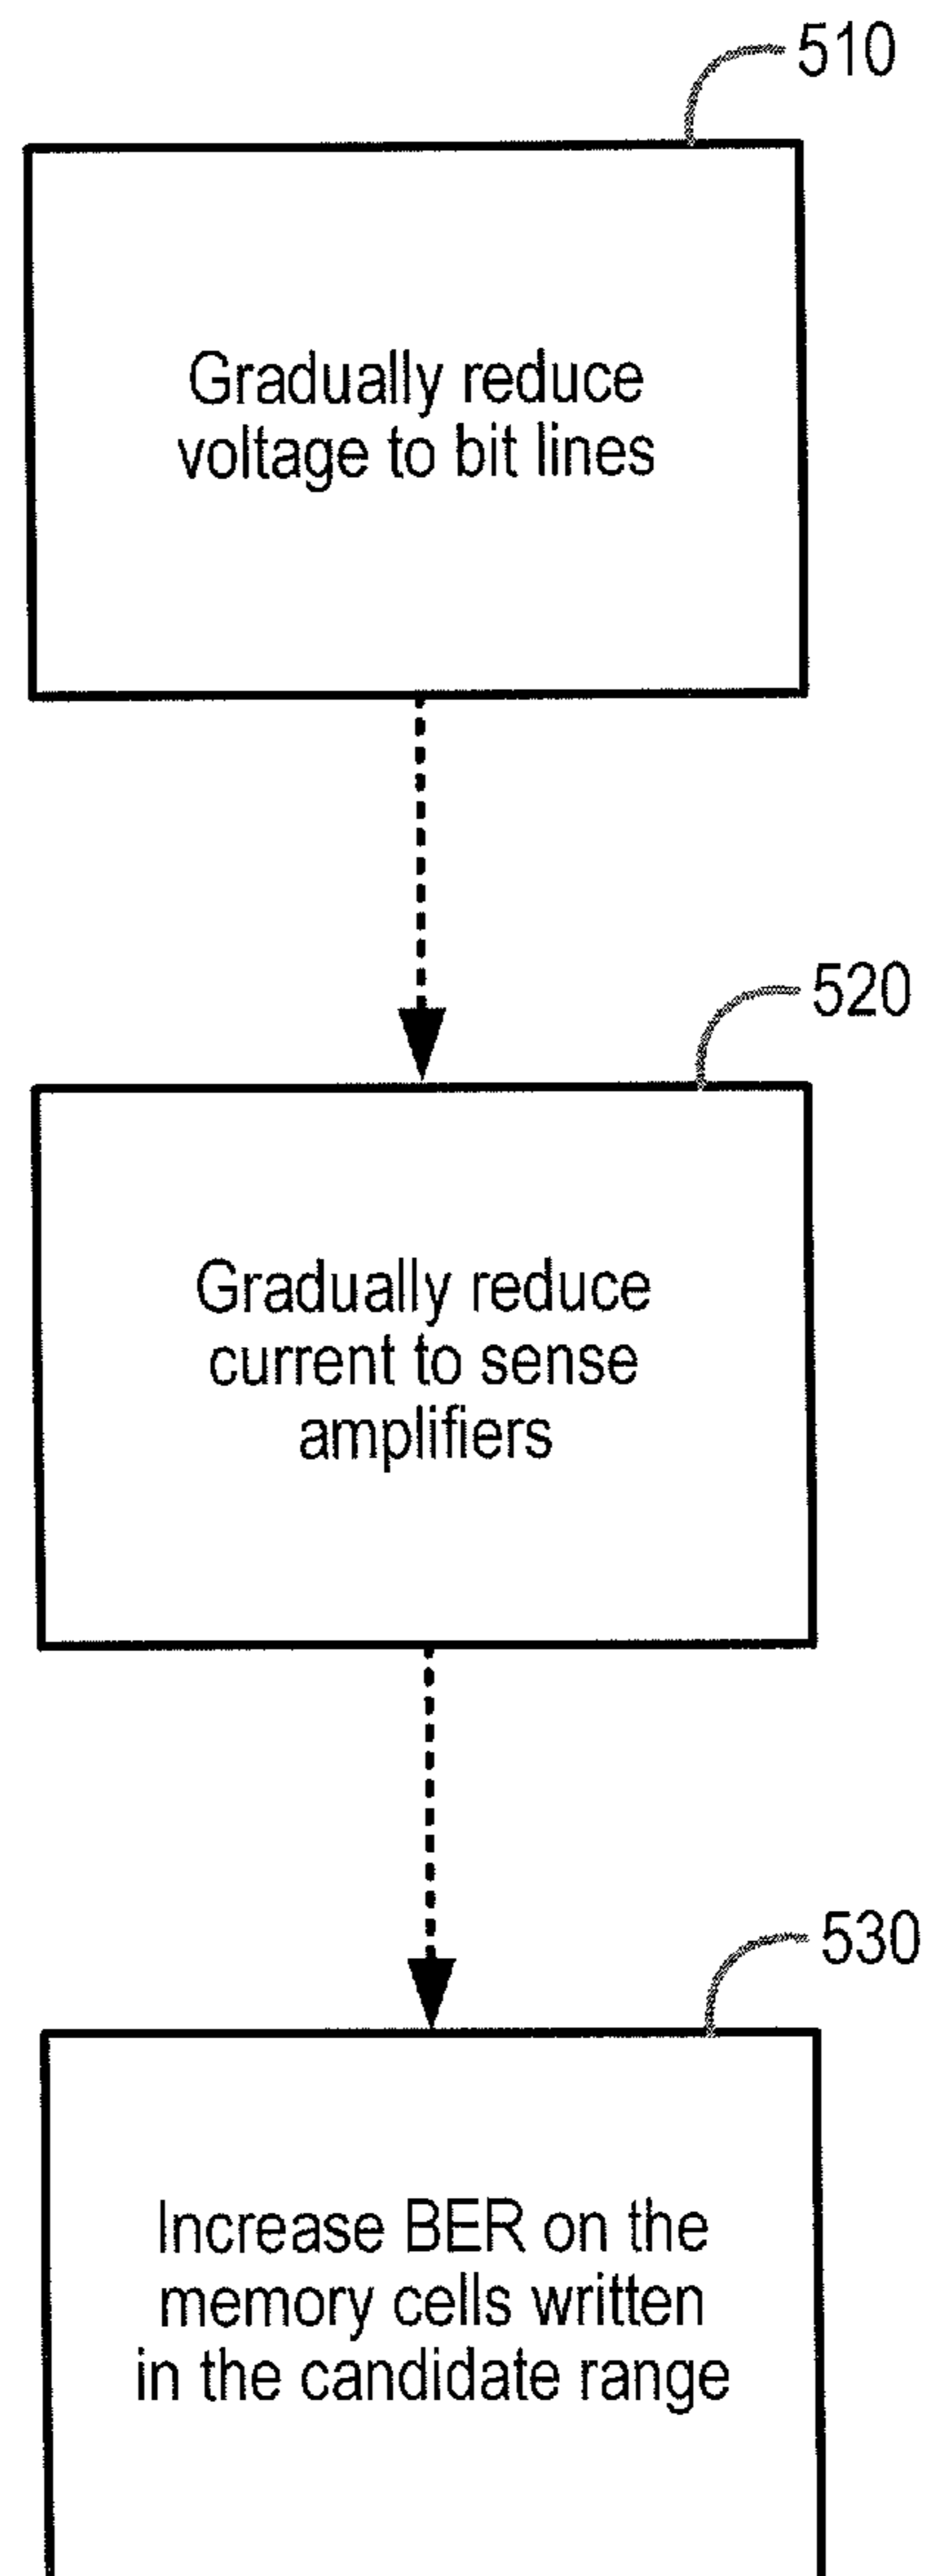 510
Gradually reduce
voltage to bit lines
520
Gradually reduce
current to sense
amplifiers
530
Increase BER on the
memory cells written
in the candidate range